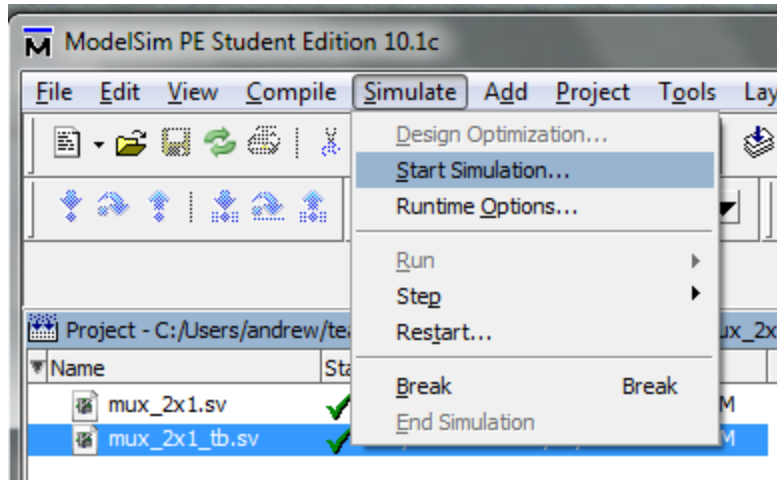 ModelSim PE Student Edition 10.1c
File Edit View Compile Simulate Add Project Tools Lay
Design Optimization...
Start Simulation...
Runtime Options...
Run
Step
Restart...
Break Break
End Simulation
Project - C:/Users/andrew/tea ux_2x
Name Sta
mux_2x1.sv M
mux_2x1_tb.sv M